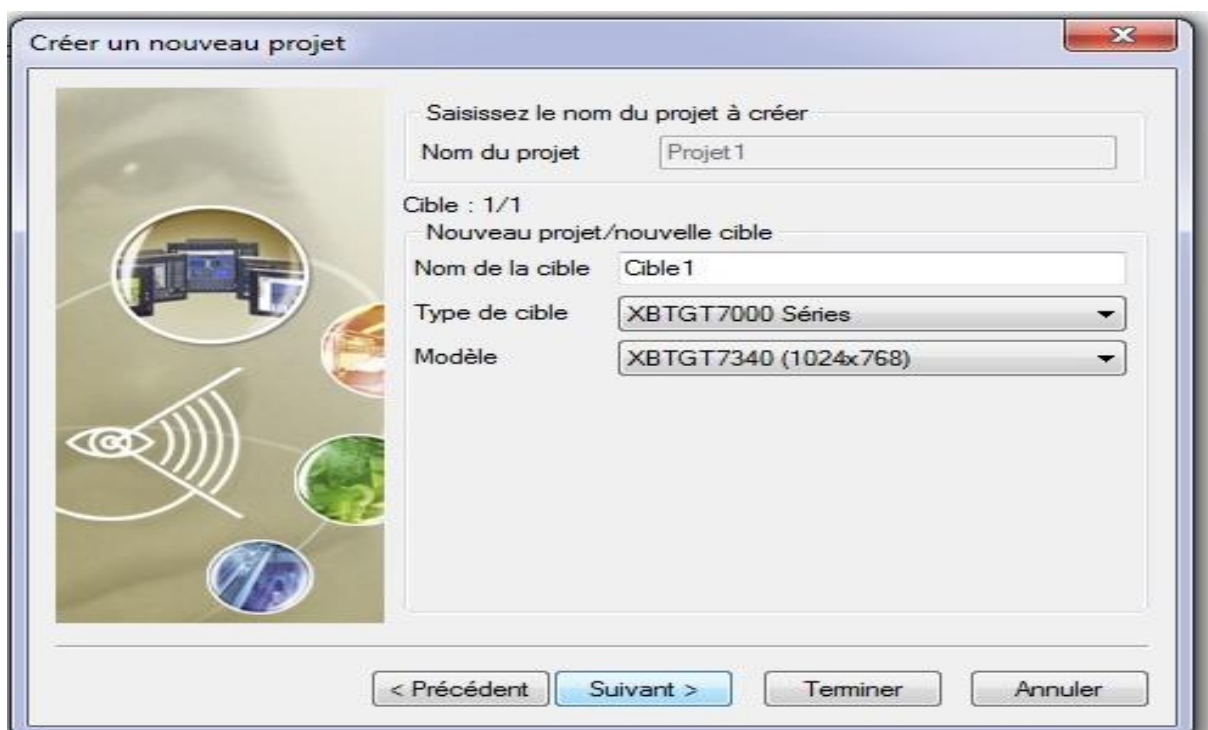 Créer un nouveau projet
Saisissez le nom du projet à créer
Nom du projet Projet1
Cible : 1/1
Nouveau projet/nouvelle cible
Nom de la cible Cible1
Type de cible XBTGT7000 Séries
Modèle XBTGT7340 (1024x768)
< Précédent Suivant > Terminer Annuler